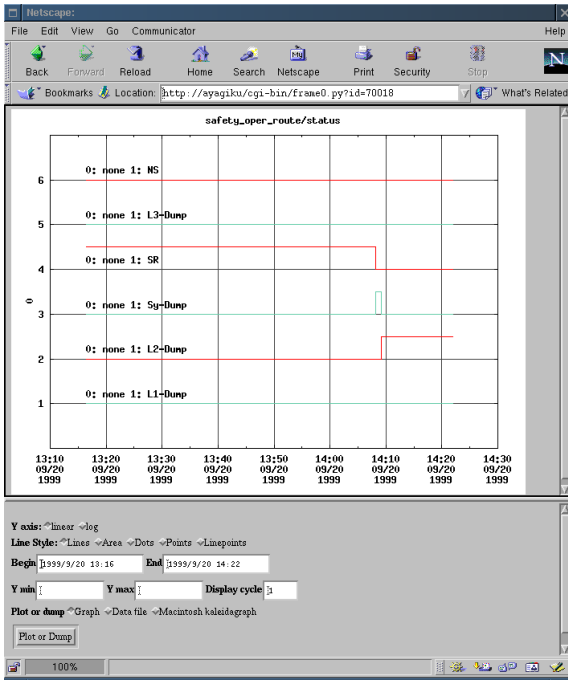 Netscape:
File Edit View Go Communicator Help
Back Forward Reload Home Search Netscape Print Security Stop
My
N
Bookmarks Location: http://ayagiku/cgi-bin/frame0.py?id=70018 What's Related
safety_oper_route/status
0: none 1: NS
6
0: none 1: L3-Dump
5
0: none 1: SR
4
0
0: none 1: Sy-Dump
3
0: none 1: L2-Dump
2
0: none 1: L1-Dump
1
13:10 13:20 13:30 13:40 13:50 14:00 14:10 14:20 14:30
09/20 09/20 09/20 09/20 09/20 09/20 09/20 09/20 09/20
1999 1999 1999 1999 1999 1999 1999 1999 1999
Y axis: linear log
Line Style: Lines Area Dots Points Linepoints
Begin 1999/9/20 13:16 End 1999/9/20 14:22
Y min Y max Display cycle 1
Plot or dump Graph Data file Macintosh kaleidagraph
Plot or Dump
100%